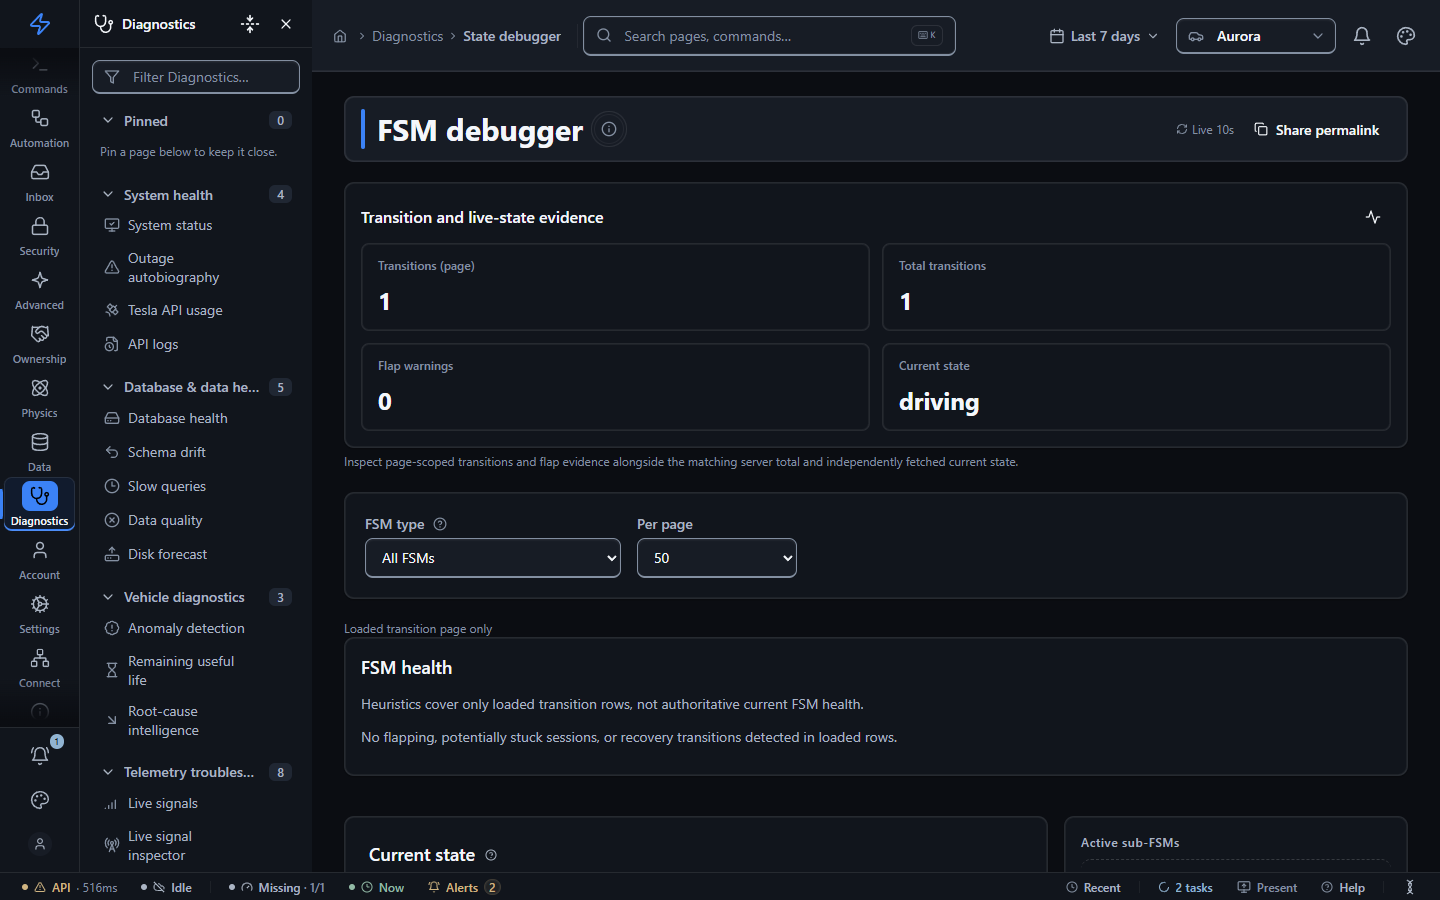 Commands
Automation
Inbox
Security
Advanced
Ownership
Physics
Data
Diagnostics
Account
Settings
Connect
1
Diagnostics
Filter Diagnostics...
Pinned 0
Pin a page below to keep it close.
System health 4
System status
Outage
autobiography
Tesla API usage
API logs
Database & data he... 5
Database health
Schema drift
Slow queries
Data quality
Disk forecast
Vehicle diagnostics 3
Anomaly detection
Remaining useful
life
Root-cause
intelligence
Telemetry troubles... 8
Live signals
Live signal
inspector
Diagnostics State debugger
Search pages, commands...
K
Last 7 days
Aurora
FSM debugger
Live 10s
Share permalink
Transition and live-state evidence
Transitions (page)
1
Total transitions
1
Flap warnings
0
Current state
driving
Inspect page-scoped transitions and flap evidence alongside the matching server total and independently fetched current state.
FSM type
All FSMs
Per page
50
Loaded transition page only
FSM health
Heuristics cover only loaded transition rows, not authoritative current FSM health.
No flapping, potentially stuck sessions, or recovery transitions detected in loaded rows.
Current state
Active sub-FSMs
API · 516ms
Idle
Missing · 1/1
Now
Alerts 2
Recent
2 tasks
Present
Help